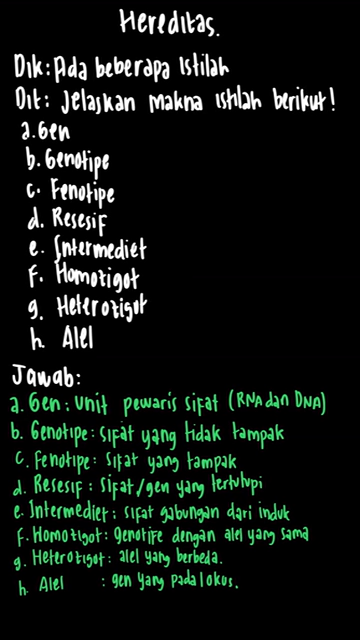 Hereditas.
Dik: Ada beberapa Istilah
Dit: Jelaskan makna istilah berikut!
a. Gen
b. Genotipe
c. Fenotipe
d. Resesif
e. Intermediet
F. Homozigot
g. Heterozigot
h. Alel
Jawab:
a. Gen: Unit pewaris sifat (RNA dan DNA)
b. Genotipe: sifat yang tidak tampak
c. Fenotipe: sifat yang tampak
d. Resesif: sifat/gen yang tertutupi
e. Intermediet: sifat gabungan dari induk
F. Homozigot: genotipe dengan alel yang sama
g. Heterozigot: alel yang berbeda.
h. Alel : gen yang pada lokus.